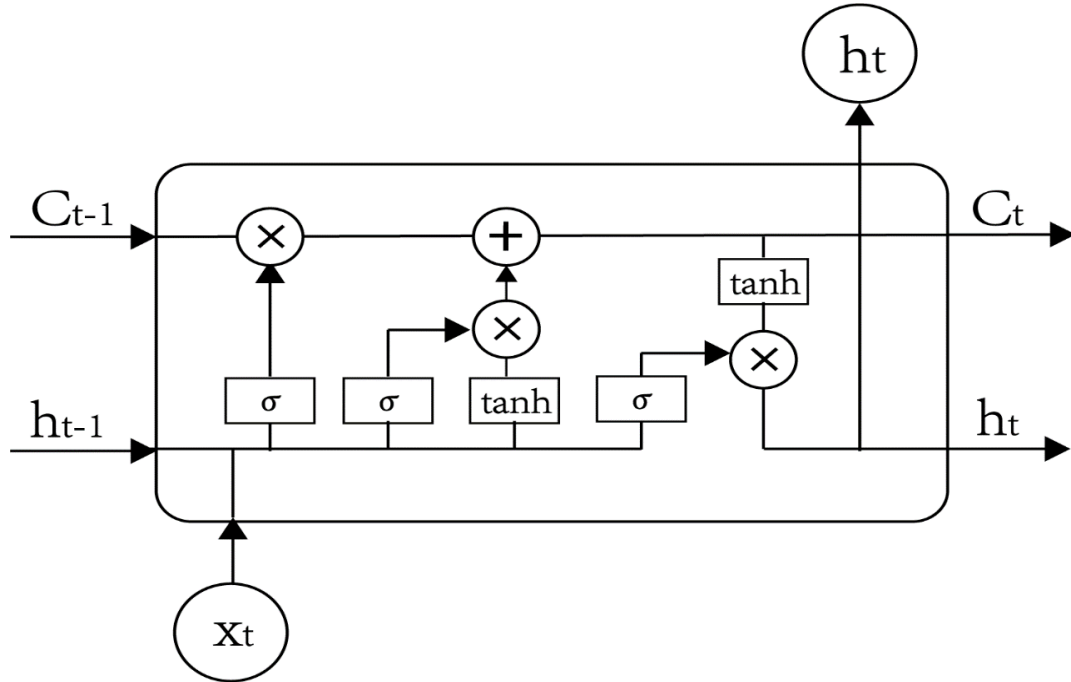 ht
Ct-1
×
+
Ct
tanh
×
×
σ
σ
tanh
σ
ht-1
ht
xt